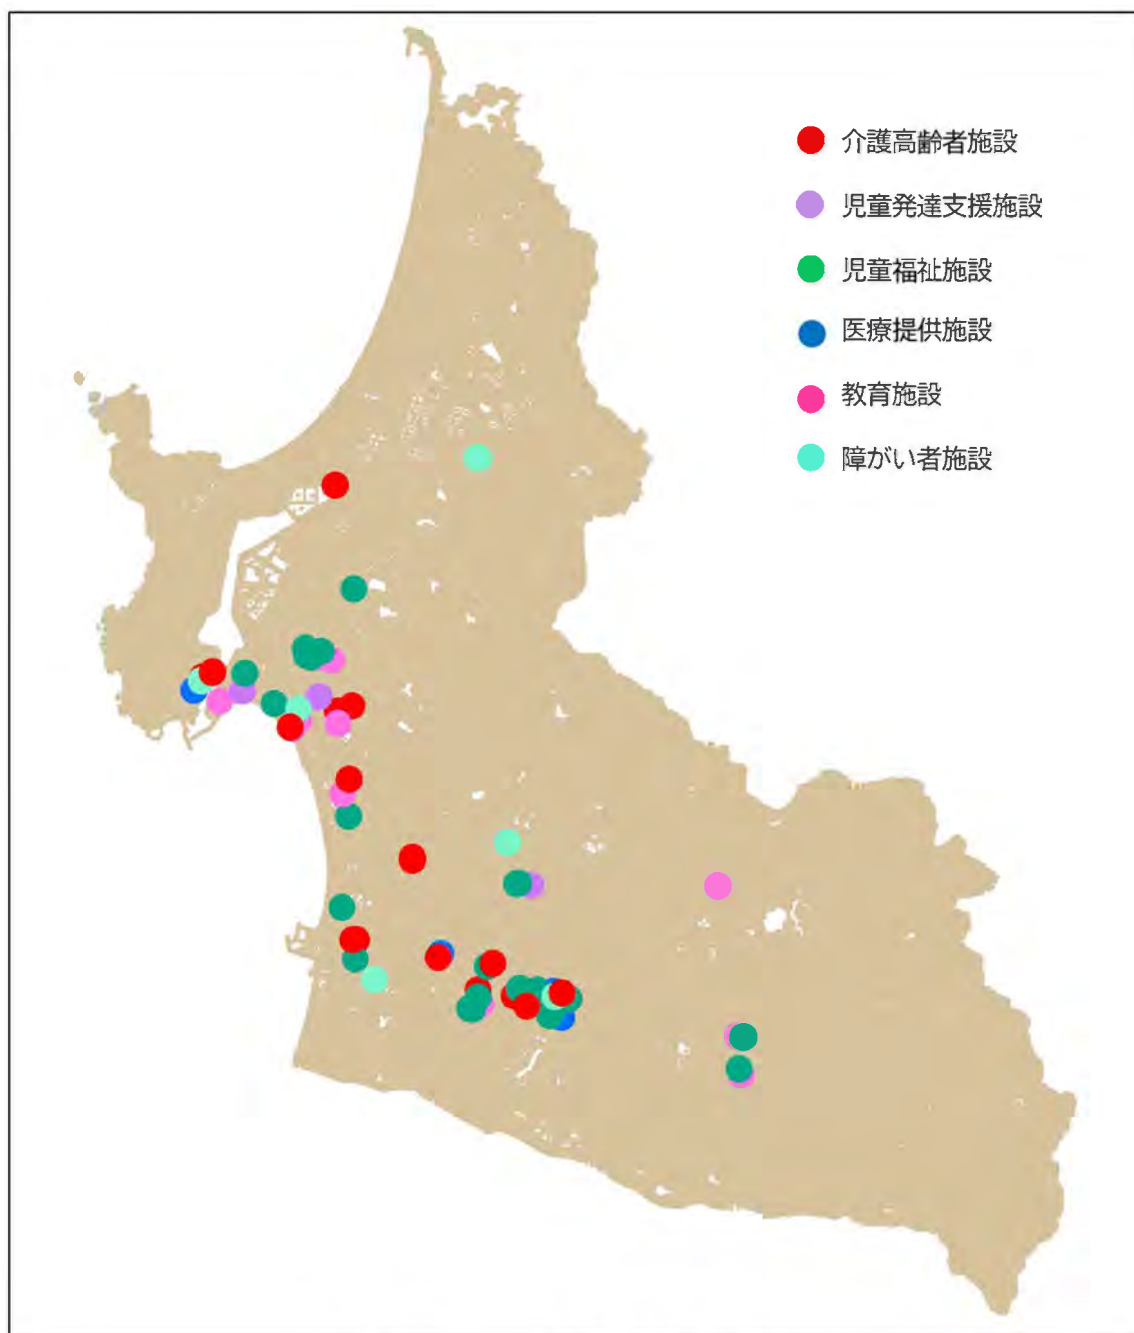 介護高齢者施設
児童発達支援施設
児童福祉施設
医療提供施設
教育施設
障がい者施設